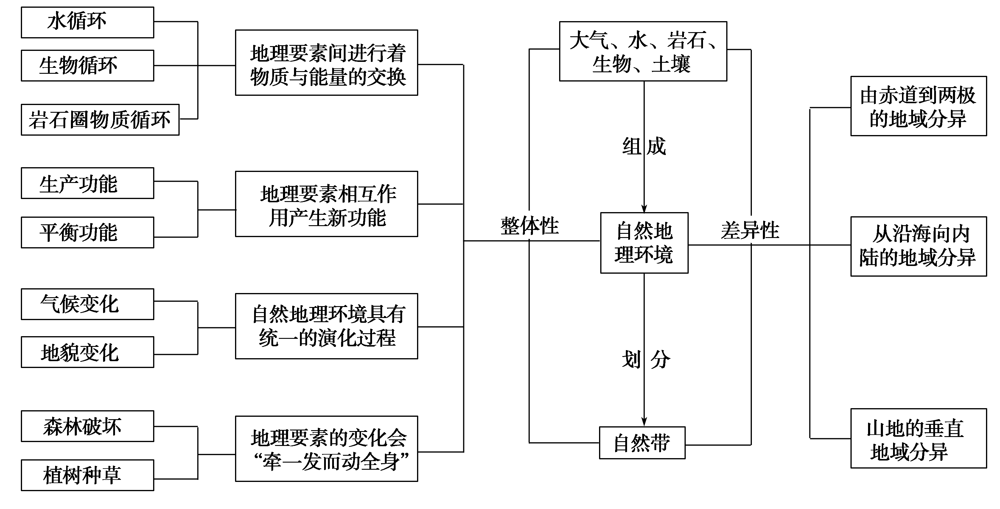 水循环
生物循环
岩石圈物质循环
地理要素间进行着
物质与能量的交换
生产功能
平衡功能
地理要素相互作
用产生新功能
气候变化
地貌变化
自然地理环境具有
统一的演化过程
森林破坏
植树种草
地理要素的变化会
“牵一发而动全身”
整体性
大气、水、岩石、
生物、土壤
组成
自然地
理环境
划分
自然带
差异性
由赤道到两极
的地域分异
从沿海向内
陆的地域分异
山地的垂直
地域分异